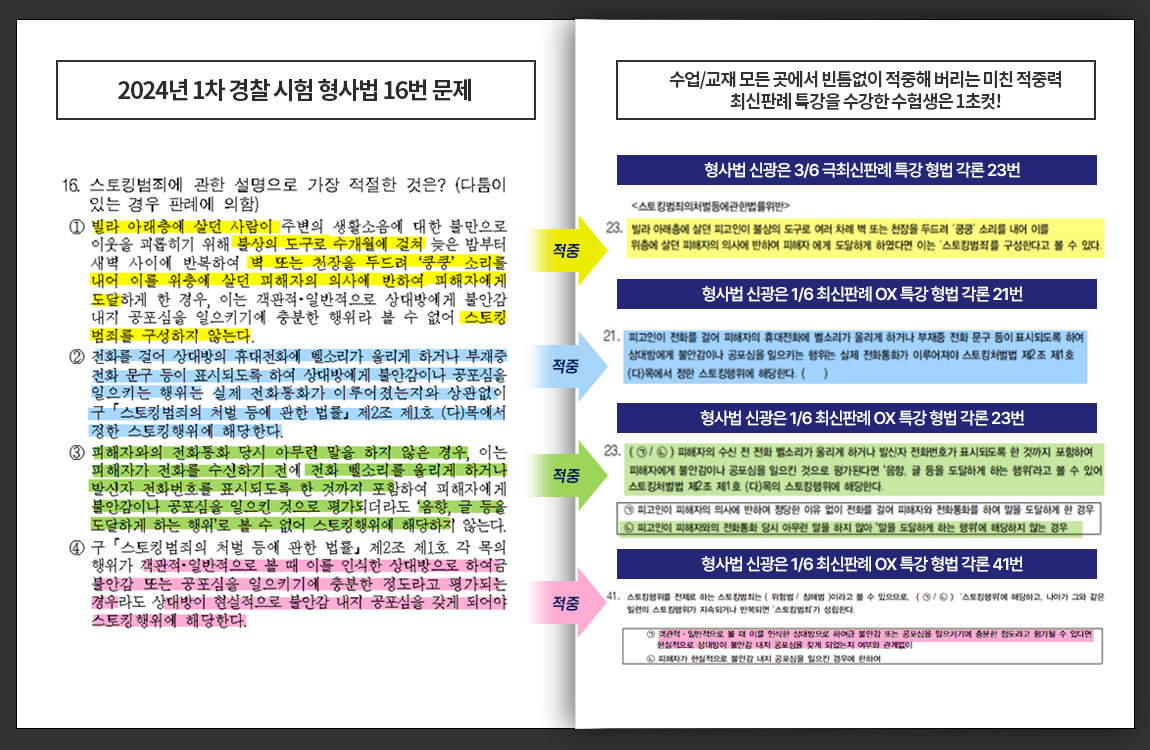 2024년 1차 경찰 시험 형사법 16번 문제
16. 스토킹범죄에 관한 설명으로 가장 적절한 것은? (다툼이
있는 경우 판례에 의함)
① 빌라 아래층에 살던 사람이 주변의 생활소음에 대한 불만으로
이웃을 괴롭히기 위해 불상의 도구로 수개월에 걸쳐 늦은 밤부터
새벽 사이에 반복하여 벽 또는 천장을 두드려 ‘쿵쿵’ 소리를
내어 이를 위층에 살던 피해자의 의사에 반하여 피해자에게
도달하게 한 경우, 이는 객관적·일반적으로 상대방에게 불안감
내지 공포심을 일으키기에 충분한 행위라 볼 수 없어 스토킹
범죄를 구성하지 않는다.
② 전화를 걸어 상대방의 휴대전화에 벨소리가 울리게 하거나 부재중
전화 문구 등이 표시되도록 하여 상대방에게 불안감이나 공포심을
일으키는 행위는 실제 전화통화가 이루어졌는지와 상관없이
구 「스토킹범죄의 처벌 등에 관한 법률」 제2조 제1호 (다)목에서
정한 스토킹행위에 해당한다.
③ 피해자와의 전화통화 당시 아무런 말을 하지 않은 경우, 이는
피해자가 전화를 수신하기 전에 전화 벨소리를 울리게 하거나
발신자 전화번호를 표시되도록 한 것까지 포함하여 피해자에게
불안감이나 공포심을 일으킨 것으로 평가되더라도 ‘음향, 글 등을
도달하게 하는 행위’로 볼 수 없어 스토킹행위에 해당하지 않는다.
④ 구 「스토킹범죄의 처벌 등에 관한 법률」 제2조 제1호 각 목의
행위가 객관적·일반적으로 볼 때 이를 인식한 상대방으로 하여금
불안감 또는 공포심을 일으키기에 충분한 정도라고 평가되는
경우라도 상대방이 현실적으로 불안감 내지 공포심을 갖게 되어야
스토킹행위에 해당한다.
적중
적중
적중
적중
수업/교재 모든 곳에서 빈틈없이 적중해 버리는 미친 적중력
최신판례 특강을 수강한 수험생은 1초컷!
형사법 신광은 3/6 극최신판례 특강 형법 각론 23번
<스토킹범죄의처벌등에관한법률위반>
23. 빌라 아래층에 살던 피고인이 불상의 도구로 여러 차례 벽 또는 천장을 두드려 ‘쿵쿵’ 소리를 내어 이를
위층에 살던 피해자의 의사에 반하여 피해자 에게 도달하게 하였다면 이는 ‘스토킹범죄’를 구성한다고 볼 수 있다.
형사법 신광은 1/6 최신판례 OX 특강 형법 각론 21번
21. 피고인이 전화를 걸어 피해자의 휴대전화에 벨소리가 울리게 하거나 부재중 전화 문구 등이 표시되도록 하여
상대방에게 불안감이나 공포심을 일으키는 행위는 실제 전화통화가 이루어져야 스토킹처벌법 제2조 제1호
(다)목에서 정한 스토킹행위에 해당한다. ( )
형사법 신광은 1/6 최신판례 OX 특강 형법 각론 23번
23. ( ㉠ / ㉡ ) 피해자의 수신 전 전화 벨소리가 울리게 하거나 발신자 전화번호가 표시되도록 한 것까지 포함하여
피해자에게 불안감이나 공포심을 일으킨 것으로 평가된다면 ‘음향, 글 등을 도달하게 하는 행위’라고 볼 수 있어
스토킹처벌법 제2조 제1호 (다)목의 스토킹행위에 해당한다.
㉠ 피고인이 피해자의 의사에 반하여 정당한 이유 없이 전화를 걸어 피해자와 전화통화를 하여 말을 도달하게 한 경우
㉡ 피고인이 피해자와의 전화통화 당시 아무런 말을 하지 않아 ‘말을 도달하게 하는 행위’에 해당하지 않는 경우
형사법 신광은 1/6 최신판례 OX 특강 형법 각론 41번
41. 스토킹행위를 전제로 하는 스토킹범죄는 ( 위험범 / 침해범 )이라고 볼 수 있으므로, ( ㉠ / ㉡ ) ‘스토킹행위’에 해당하고, 나아가 그와 같은
일련의 스토킹행위가 지속되거나 반복되면 ‘스토킹범죄’가 성립한다.
㉠ 객관적·일반적으로 볼 때 이를 인식한 상대방으로 하여금 불안감 또는 공포심을 일으키기에 충분한 정도라고 평가될 수 있다면
현실적으로 상대방이 불안감 내지 공포심을 갖게 되었는지 여부와 관계없이
㉡ 피해자가 현실적으로 불안감 내지 공포심을 일으킨 경우에 한하여